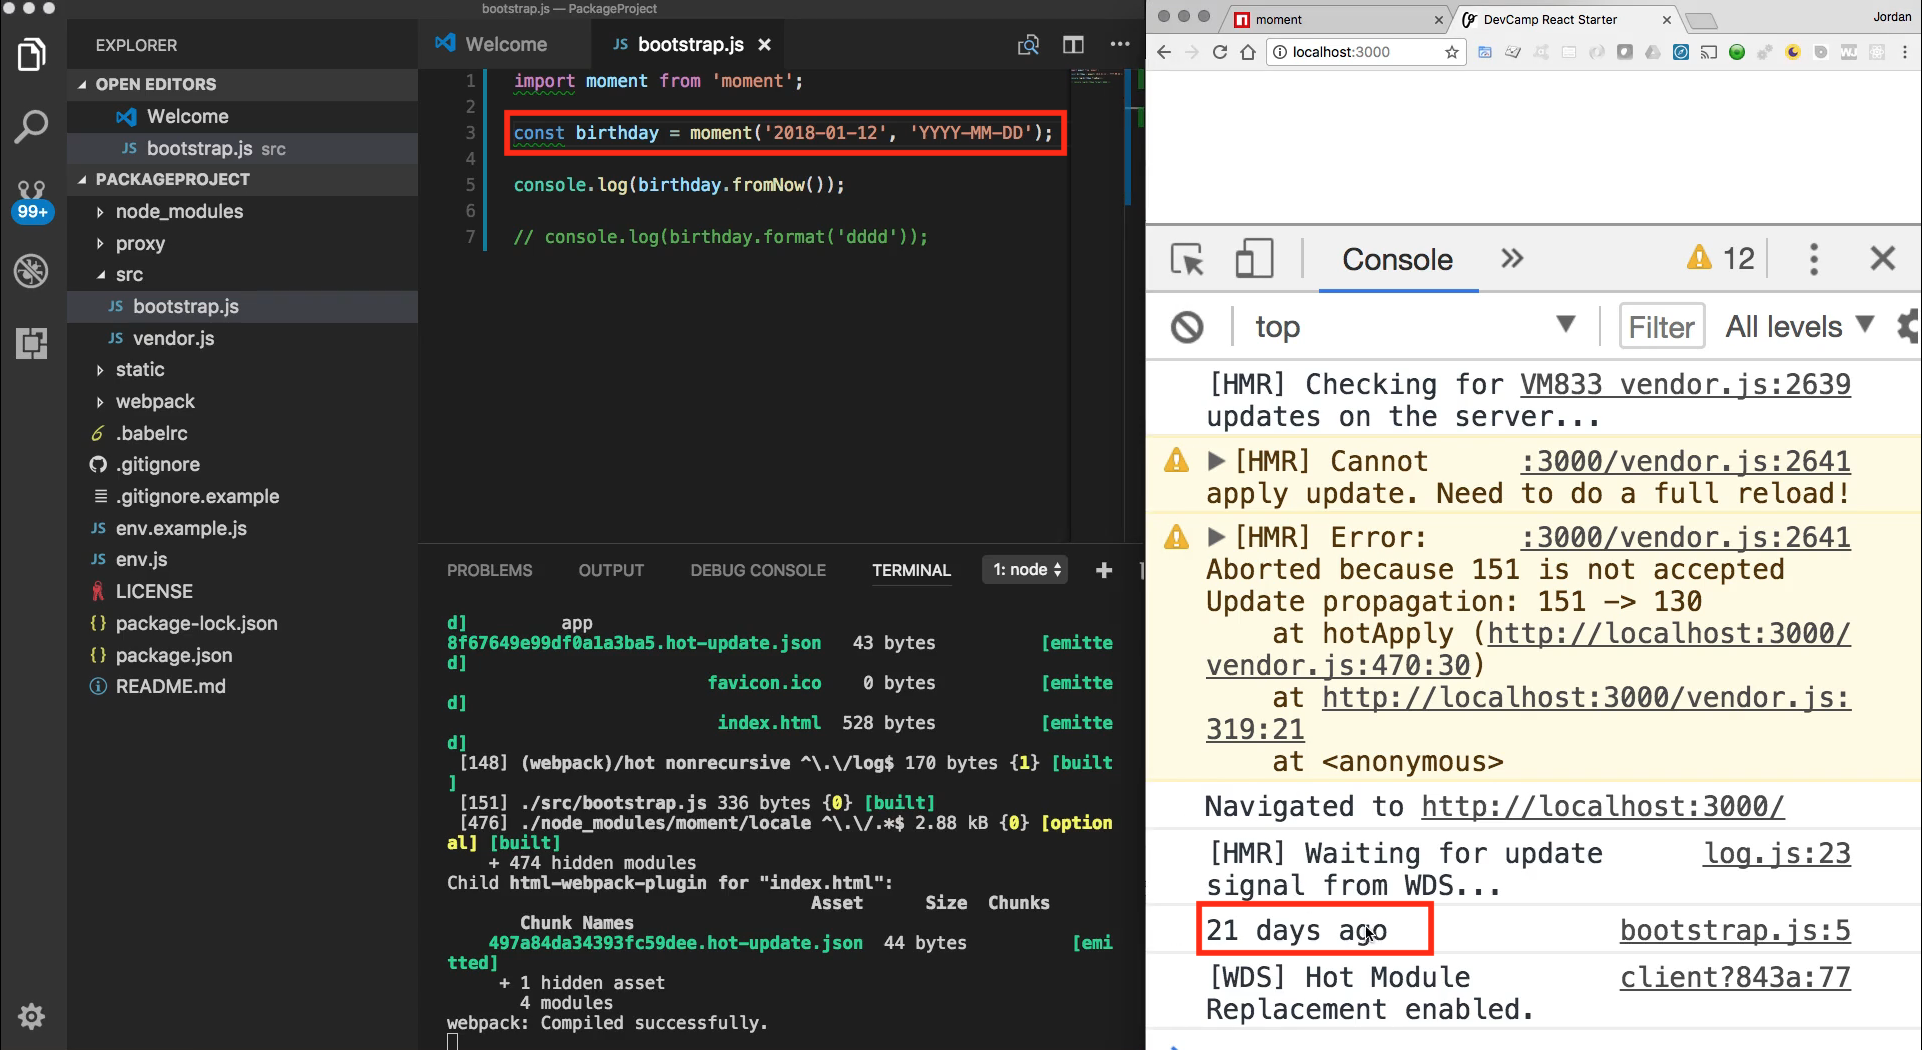 bootstrap.js — PackageProject
EXPLORER
OPEN EDITORS
Welcome
JS bootstrap.js src
99+
PACKAGEPROJECT
node_modules
proxy
src
JS bootstrap.js
JS vendor.js
static
webpack
.babelrc
.gitignore
.gitignore.example
JS env.example.js
JS env.js
LICENSE
{} package-lock.json
{} package.json
README.md
Welcome
JS bootstrap.js
1 import moment from 'moment';
2
3 const birthday = moment('2018-01-12', 'YYYY-MM-DD');
4
5 console.log(birthday.fromNow());
6
7 // console.log(birthday.format('dddd'));
PROBLEMS OUTPUT DEBUG CONSOLE TERMINAL 1: node
d] app
8f67649e99df0a1a3ba5.hot-update.json 43 bytes [emitte
d]
favicon.ico 0 bytes [emitte
d]
index.html 528 bytes [emitte
d]
[148] (webpack)/hot nonrecursive ^\.\/log$ 170 bytes {1} [built
]
[151] ./src/bootstrap.js 336 bytes {0} [built]
[476] ./node_modules/moment/locale ^\.\/.*$ 2.88 kB {0} [option
al] [built]
+ 474 hidden modules
Child html-webpack-plugin for "index.html":
Asset Size Chunks
Chunk Names
497a84da34393fc59dee.hot-update.json 44 bytes [emi
tted]
+ 1 hidden asset
4 modules
webpack: Compiled successfully.
moment
DevCamp React Starter
Jordan
localhost:3000
Console
12
top
Filter
All levels
[HMR] Checking for VM833 vendor.js:2639
updates on the server...
[HMR] Cannot :3000/vendor.js:2641
apply update. Need to do a full reload!
[HMR] Error: :3000/vendor.js:2641
Aborted because 151 is not accepted
Update propagation: 151 -> 130
at hotApply (http://localhost:3000/
vendor.js:470:30)
at http://localhost:3000/vendor.js:
319:21
at <anonymous>
Navigated to http://localhost:3000/
[HMR] Waiting for update log.js:23
signal from WDS...
21 days ago bootstrap.js:5
[WDS] Hot Module client?843a:77
Replacement enabled.